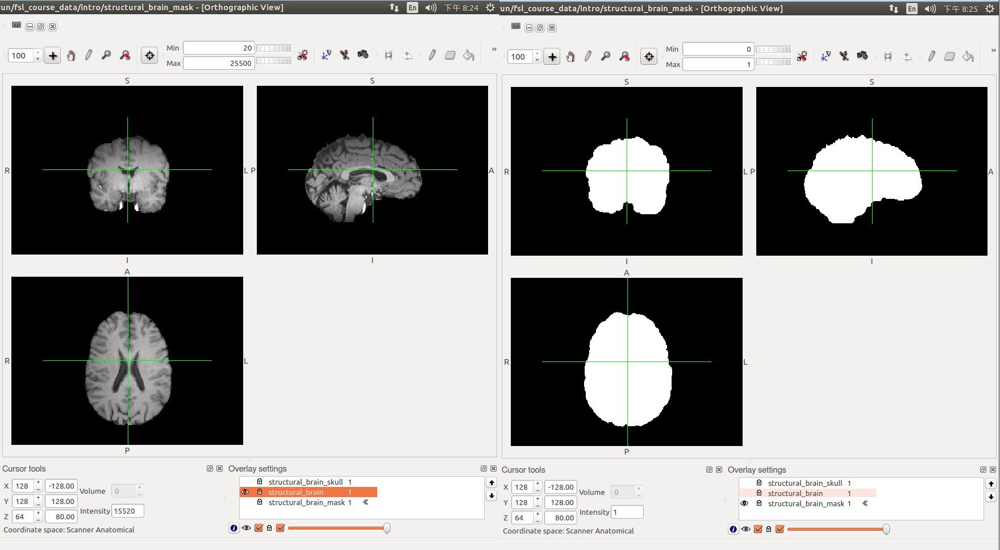 run/fsl_course_data/intro/structural_brain_mask - [Orthographic View]
En
下午 8:24
100
Min
20
Max
25500
»
S
S
R
L
P
A
I
I
A
R
L
P
Cursor tools
X
128
-128.00
Y
128
128.00
Z
64
80.00
Volume
0
Intensity
15520
Coordinate space: Scanner Anatomical
Overlay settings
structural_brain_skull 1
structural_brain 1
structural_brain_mask 1
un/fsl_course_data/intro/structural_brain_mask - [Orthographic View]
En
下午 8:25
100
Min
0
Max
1
»
S
S
R
L
P
A
I
I
A
R
L
P
Cursor tools
X
128
-128.00
Y
128
128.00
Z
64
80.00
Volume
0
Intensity
1
Coordinate space: Scanner Anatomical
Overlay settings
structural_brain_skull 1
structural_brain 1
structural_brain_mask 1